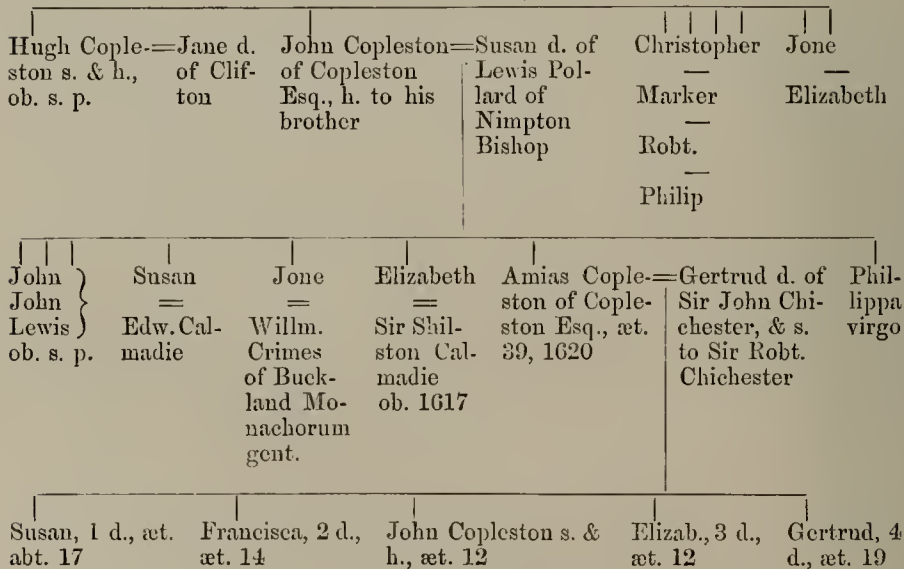 Hugh Cople-=Jane d.
ston s. & h., of Clif-
ob. s. p. ton
John Copleston=Susan d. of
of Copleston Lewis Pol-
Esq., h. to his lard of
brother Nimpton
Bishop
Christopher
—
Marker
—
Robt.
—
Philip
Jone
—
Elizabeth
John }
John
Lewis
ob. s. p.
Susan
=
Edw. Cal-
madie
Jone
=
Willm.
Crimes
of Buck-
land Mo-
nachorum
gent.
Elizabeth
=
Sir Shil-
ston Cal-
madie
ob. 1617
Amias Cople-=Gertrud d. of
ston of Cople- Sir John Chi-
ston Esq., æt. chester, & s.
39, 1620 to Sir Robt.
Chichester
Phil-
lippa
virgo
Susan, 1 d., æt.
abt. 17
Francisca, 2 d.,
æt. 14
John Copleston s. &
h., æt. 12
Elizab., 3 d.,
æt. 12
Gertrud, 4
d., æt. 19